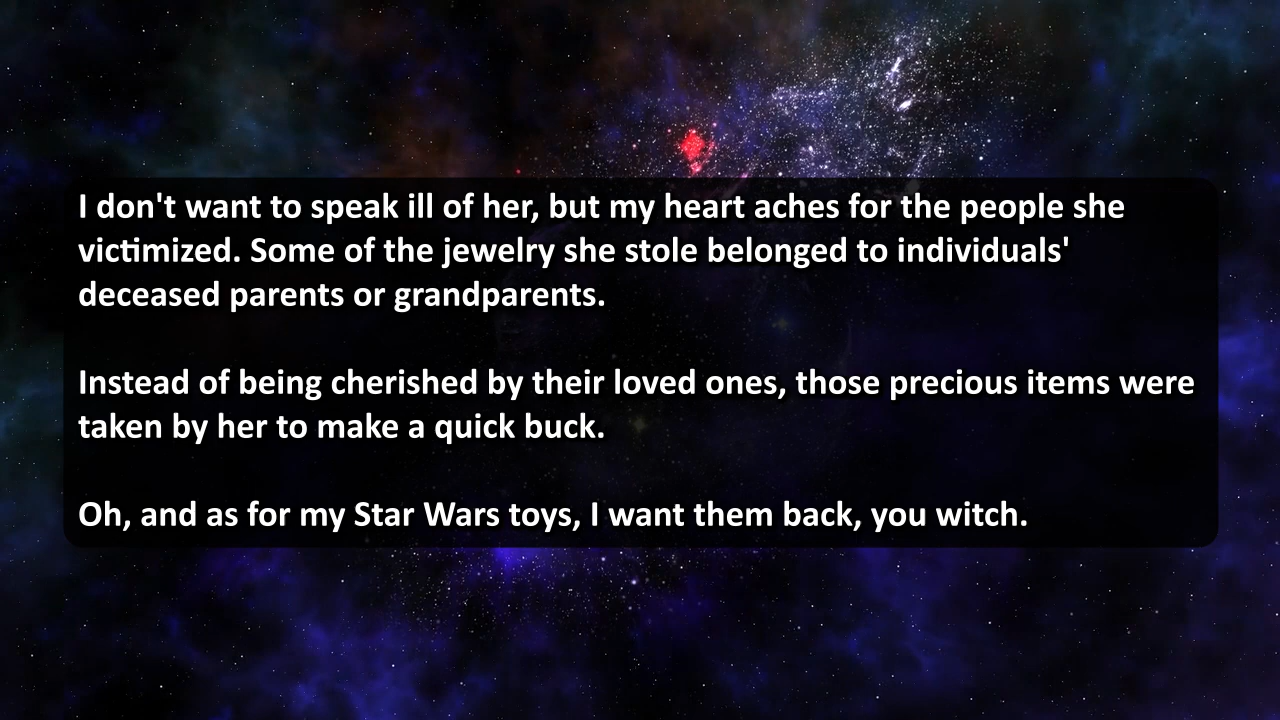 I don't want to speak ill of her, but my heart aches for the people she
victimized. Some of the jewelry she stole belonged to individuals'
deceased parents or grandparents.
Instead of being cherished by their loved ones, those precious items were
taken by her to make a quick buck.
Oh, and as for my Star Wars toys, I want them back, you witch.